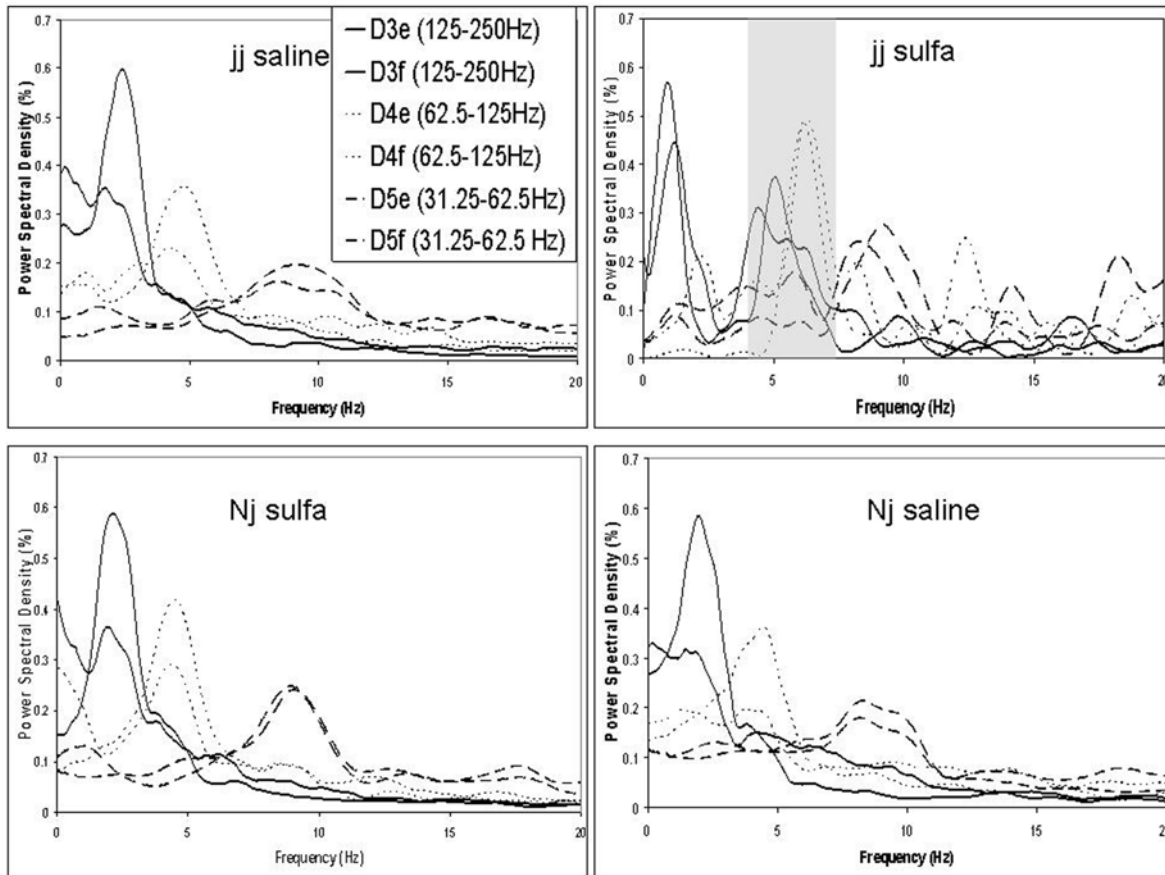 jj saline
D3e (125-250Hz)
D3f (125-250Hz)
D4e (62.5-125Hz)
D4f (62.5-125Hz)
D5e (31.25-62.5Hz)
D5f (31.25-62.5 Hz)
Power Spectral Density (%)
0.7
0.6
0.5
0.4
0.3
0.2
0.1
0
0 5 10 15 20
Frequency (Hz)
jj sulfa
Power Spectral Density (%)
0.7
0.6
0.5
0.4
0.3
0.2
0.1
0
0 5 10 15 20
Frequency (Hz)
Nj sulfa
Power Spectral Density (%)
0.7
0.6
0.5
0.4
0.3
0.2
0.1
0
0 5 10 15 20
Frequency (Hz)
Nj saline
Power Spectral Density (%)
0.7
0.6
0.5
0.4
0.3
0.2
0.1
0
0 5 10 15 20
Frequency (Hz)